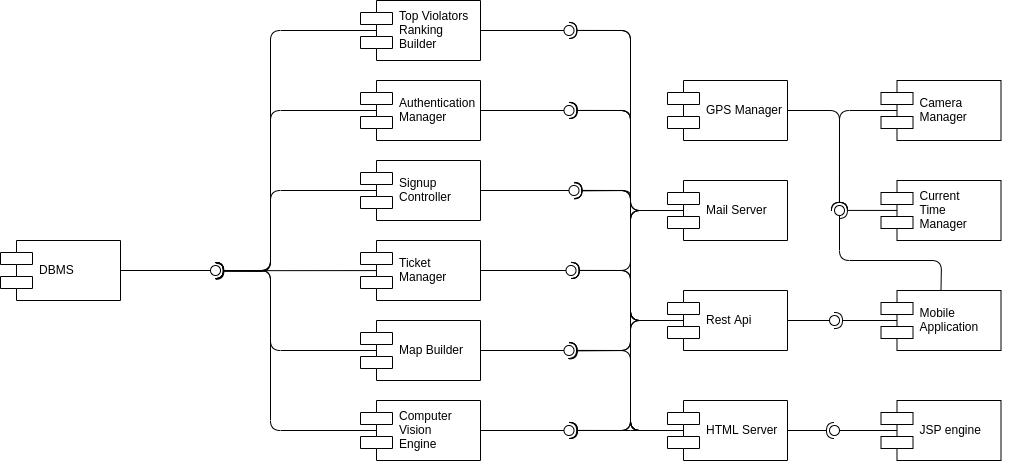 Top Violators
Ranking
Builder
Authentication
Manager
GPS Manager
Camera
Manager
Signup
Controller
Mail Server
Current
Time
Manager
DBMS
Ticket
Manager
Map Builder
Rest Api
Mobile
Application
Computer
Vision
Engine
HTML Server
JSP engine